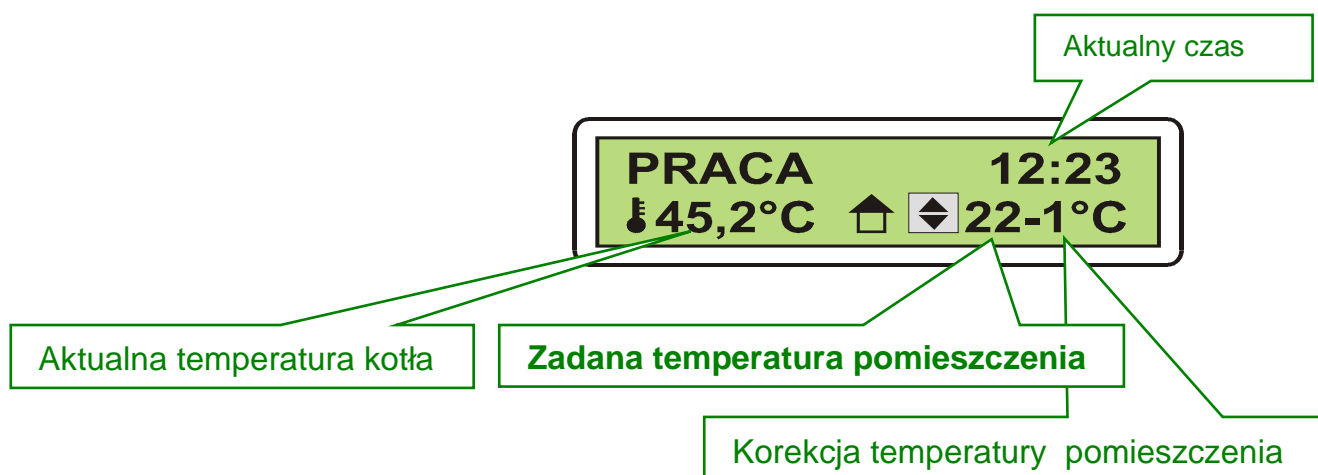 Aktualny czas
PRACA 12:23
45,2°C 22-1°C
Aktualna temperatura kotła
Zadana temperatura pomieszczenia
Korekcja temperatury pomieszczenia